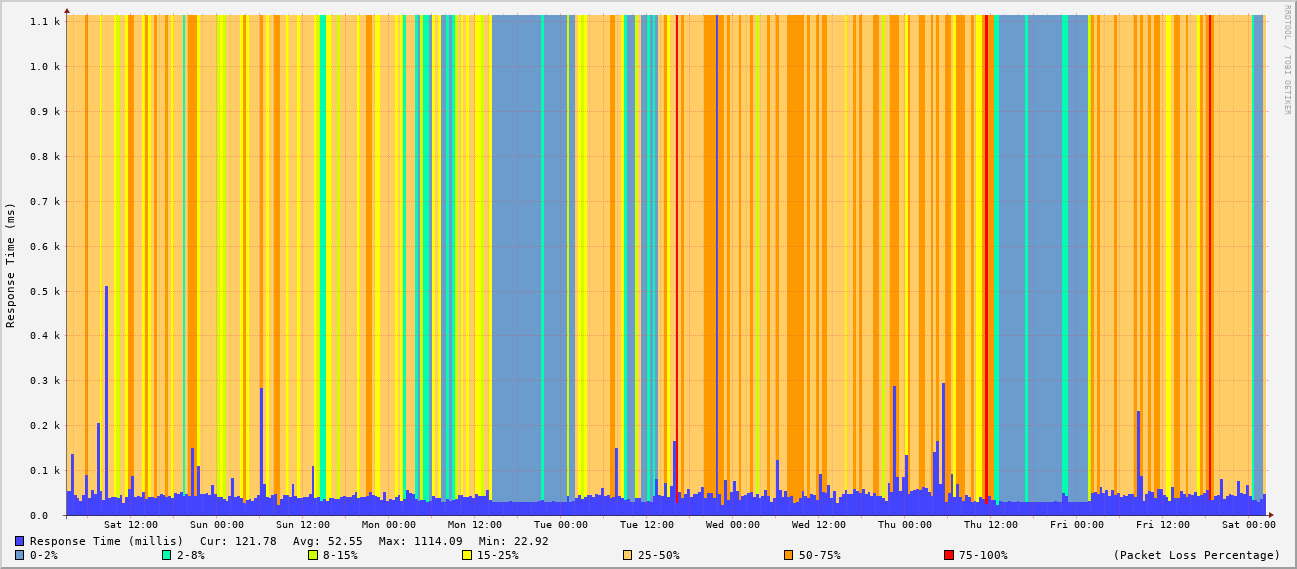 RRDTOOL / TOBI OETIKER
Response Time (ms)
1.1 k
1.0 k
0.9 k
0.8 k
0.7 k
0.6 k
0.5 k
0.4 k
0.3 k
0.2 k
0.1 k
0.0
Sat 12:00 Sun 00:00 Sun 12:00 Mon 00:00 Mon 12:00 Tue 00:00 Tue 12:00 Wed 00:00 Wed 12:00 Thu 00:00 Thu 12:00 Fri 00:00 Fri 12:00 Sat 00:00
Response Time (millis) Cur: 121.78 Avg: 52.55 Max: 1114.09 Min: 22.92
0-2% 2-8% 8-15% 15-25% 25-50% 50-75% 75-100% (Packet Loss Percentage)